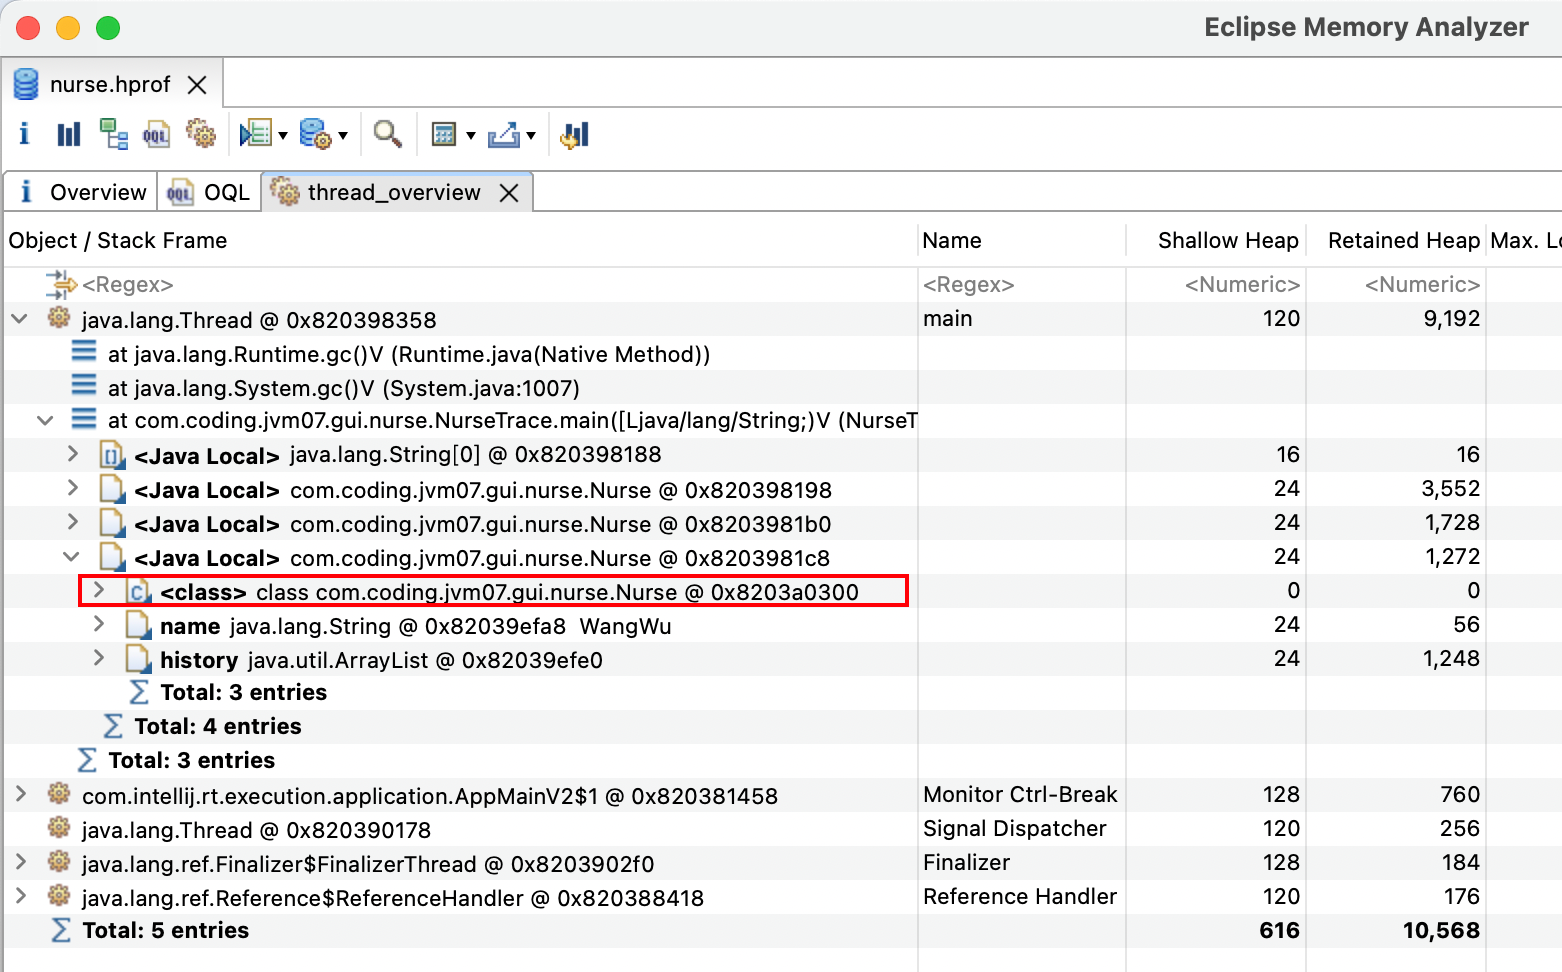 Eclipse Memory Analyzer
nurse.hprof
i OQL
i Overview OQL thread_overview
Object / Stack Frame Name Shallow Heap Retained Heap Max. Lo
<Regex> <Regex> <Numeric> <Numeric>
java.lang.Thread @ 0x820398358 main 120 9,192
at java.lang.Runtime.gc()V (Runtime.java(Native Method))
at java.lang.System.gc()V (System.java:1007)
at com.coding.jvm07.gui.nurse.NurseTrace.main([Ljava/lang/String;)V (NurseT
<Java Local> java.lang.String[0] @ 0x820398188 16 16
<Java Local> com.coding.jvm07.gui.nurse.Nurse @ 0x820398198 24 3,552
<Java Local> com.coding.jvm07.gui.nurse.Nurse @ 0x8203981b0 24 1,728
<Java Local> com.coding.jvm07.gui.nurse.Nurse @ 0x8203981c8 24 1,272
<class> class com.coding.jvm07.gui.nurse.Nurse @ 0x8203a0300 0 0
name java.lang.String @ 0x82039efa8 WangWu 24 56
history java.util.ArrayList @ 0x82039efe0 24 1,248
Total: 3 entries
Total: 4 entries
Total: 3 entries
com.intellij.rt.execution.application.AppMainV2$1 @ 0x820381458 Monitor Ctrl-Break 128 760
java.lang.Thread @ 0x820390178 Signal Dispatcher 120 256
java.lang.ref.Finalizer$FinalizerThread @ 0x8203902f0 Finalizer 128 184
java.lang.ref.Reference$ReferenceHandler @ 0x820388418 Reference Handler 120 176
Total: 5 entries 616 10,568